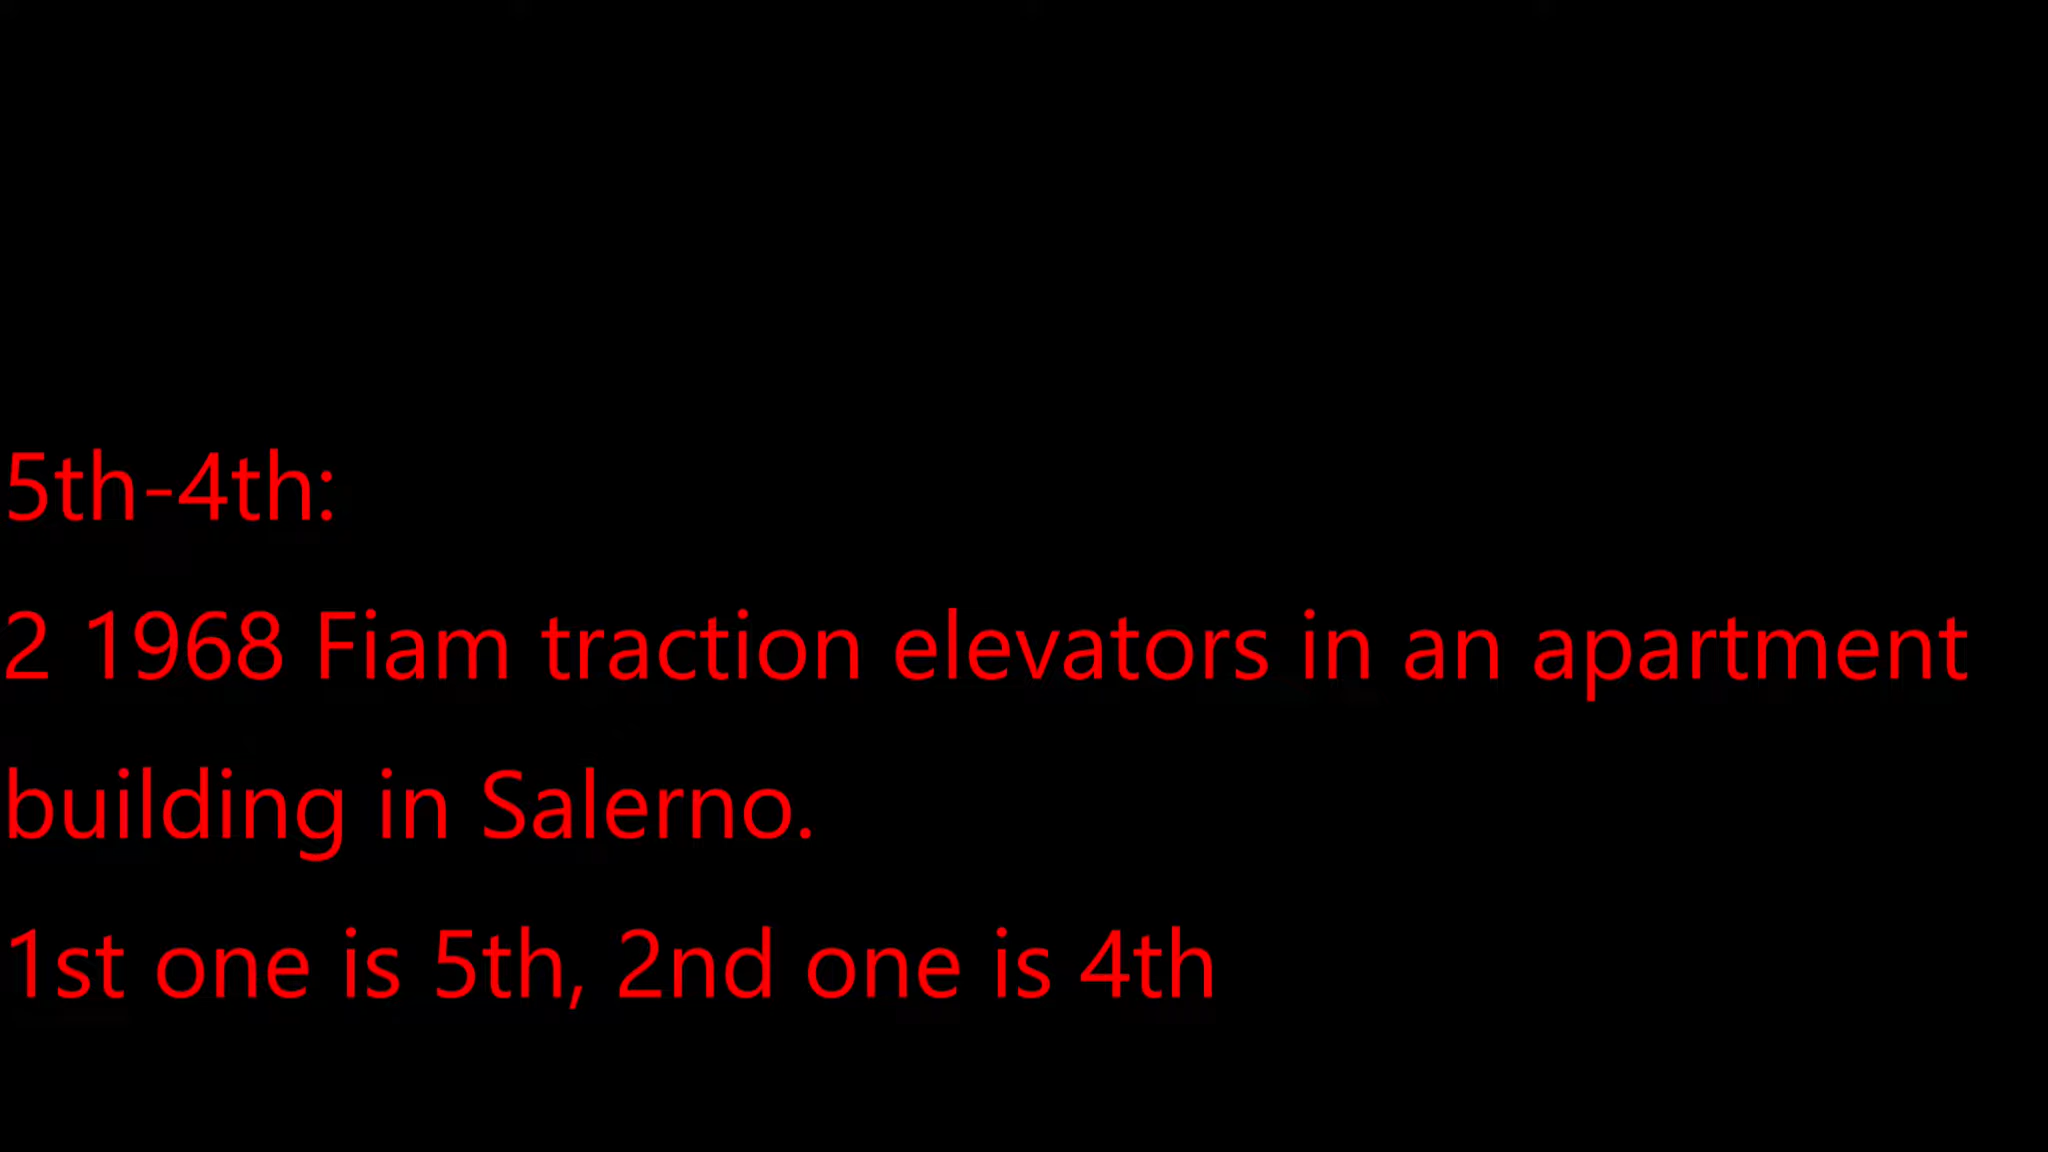 5th-4th:
2 1968 Fiam traction elevators in an apartment
building in Salerno.
1st one is 5th, 2nd one is 4th